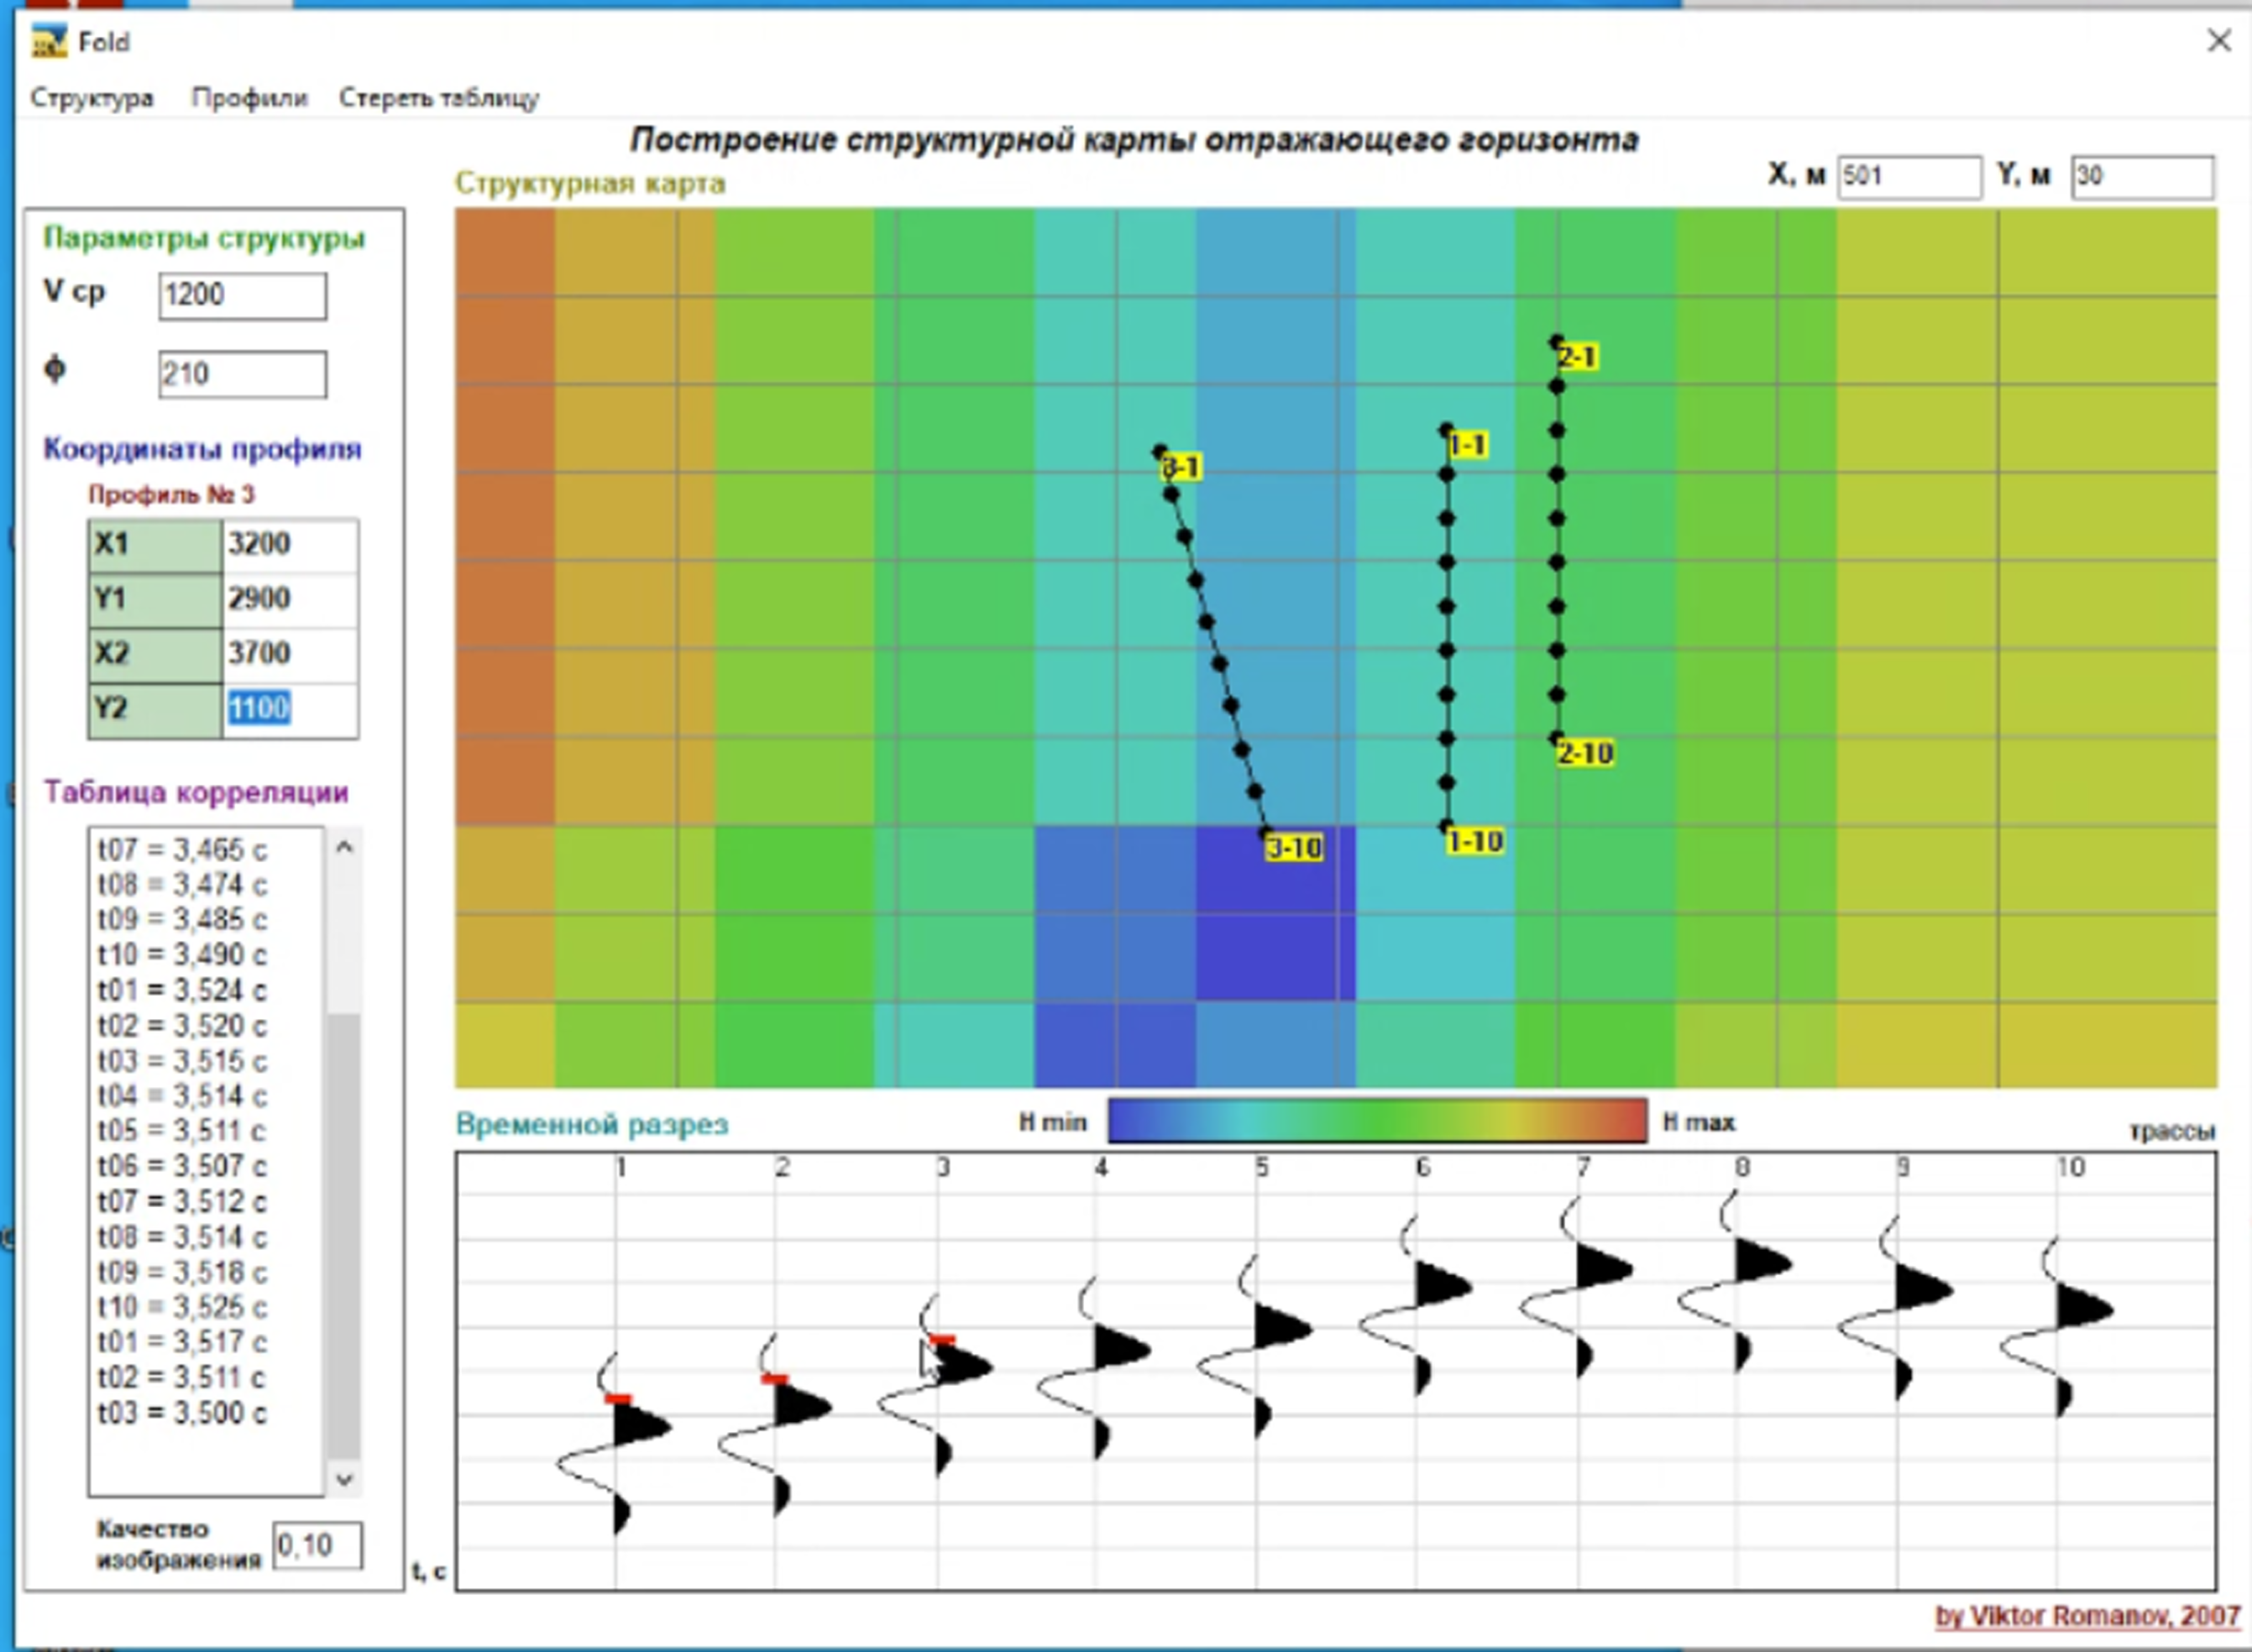 Fold
Структура Профили Стереть таблицу
Построение структурной карты отражающего горизонта
Структурная карта
X, м 501 Y, м 30
Параметры структуры
V ср 1200
ф 210
Координаты профиля
Профиль № 3
X1 3200
Y1 2900
X2 3700
Y2 1100
Таблица корреляции
t07 = 3,465 с
t08 = 3,474 с
t09 = 3,485 с
t10 = 3,490 с
t01 = 3,524 с
t02 = 3,520 с
t03 = 3,515 с
t04 = 3,514 с
t05 = 3,511 с
t06 = 3,507 с
t07 = 3,512 с
t08 = 3,514 с
t09 = 3,518 с
t10 = 3,525 с
t01 = 3,517 с
t02 = 3,511 с
t03 = 3,500 с
Качество
изображения 0,10
2-1
1-1
3-1
2-10
1-10
3-10
Временной разрез
H min
H max
трассы
1 2 3 4 5 6 7 8 9 10
t, с
by Viktor Romanov, 2007